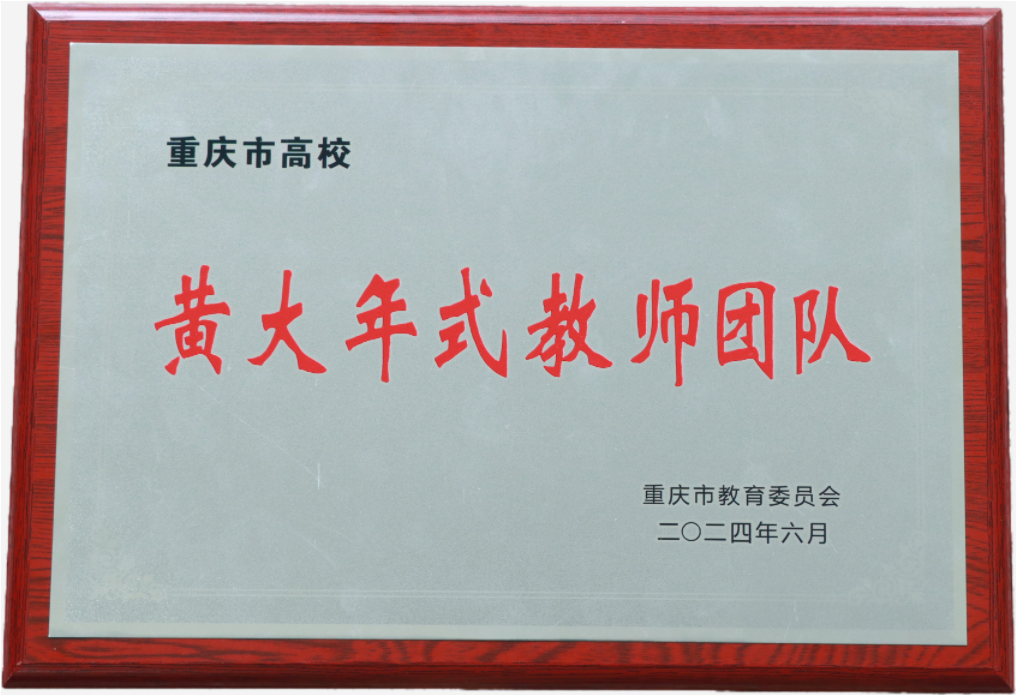 重庆市高校
黄大年式教师团队
重庆市教育委员会
二〇二四年六月